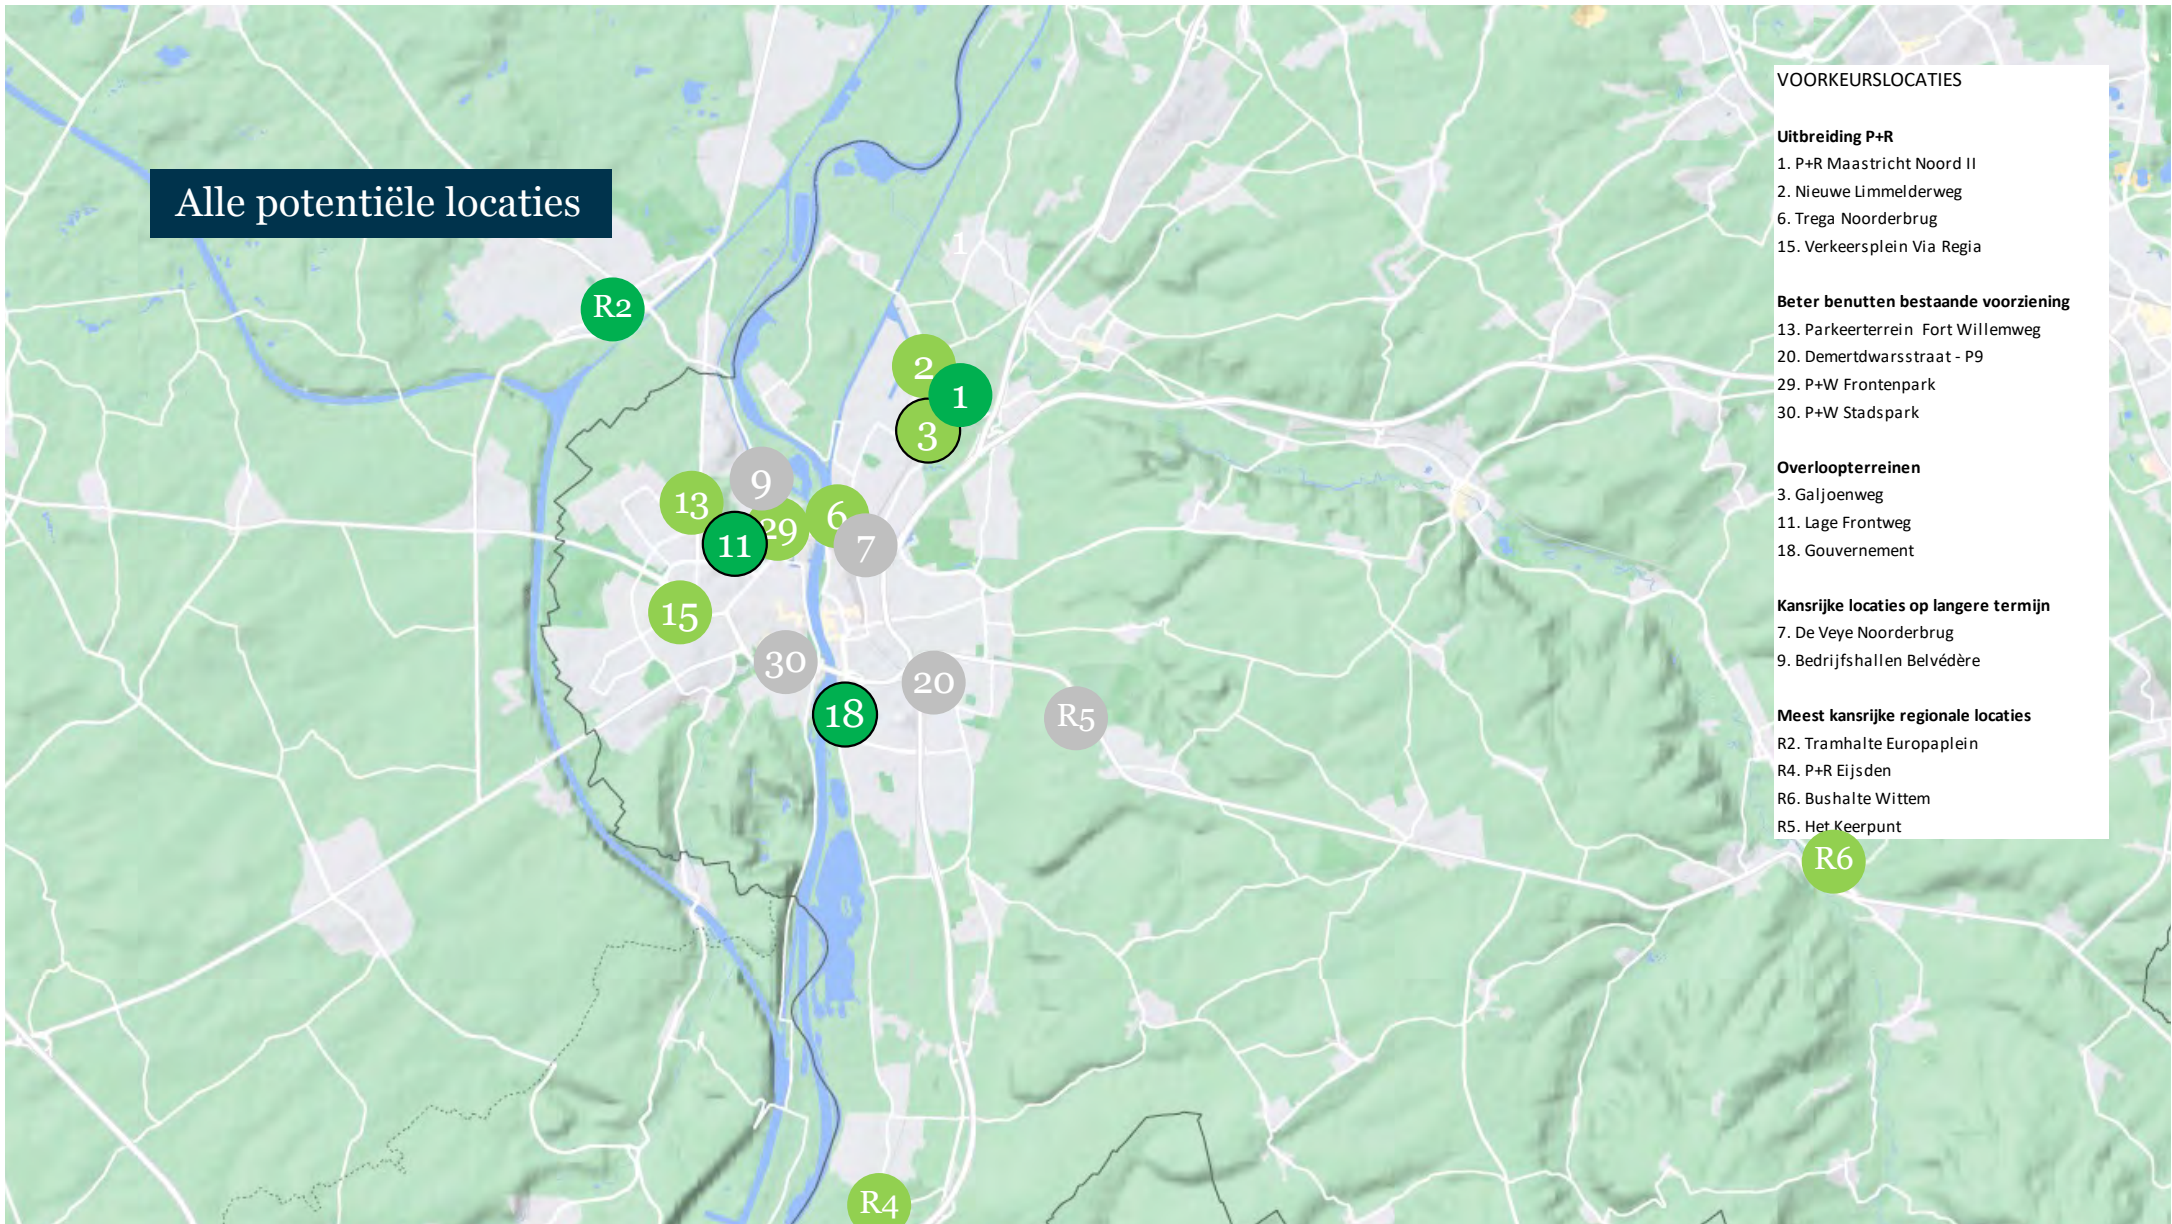 Alle potentiële locaties
VOORKEURSLOCATIES
Uitbreiding P+R
1. P+R Maastricht Noord II
2. Nieuwe Limmelderweg
6. Trega Noorderbrug
15. Verkeersplein Via Regia
Beter benutten bestaande voorziening
13. Parkeerterrein Fort Willemweg
20. Demertdwarsstraat - P9
29. P+W Frontenpark
30. P+W Stadspark
Overloopterreinen
3. Galjoenweg
11. Lage Frontweg
18. Gouvernement
Kansrijke locaties op langere termijn
7. De Veye Noorderbrug
9. Bedrijfshallen Belvédère
Meest kansrijke regionale locaties
R2. Tramhalte Europaplein
R4. P+R Eijsden
R6. Bushalte Wittem
R5. Het Keerpunt
1
R2
2
1
3
9
13
6
29
11
7
15
30
20
18
R5
R6
R4